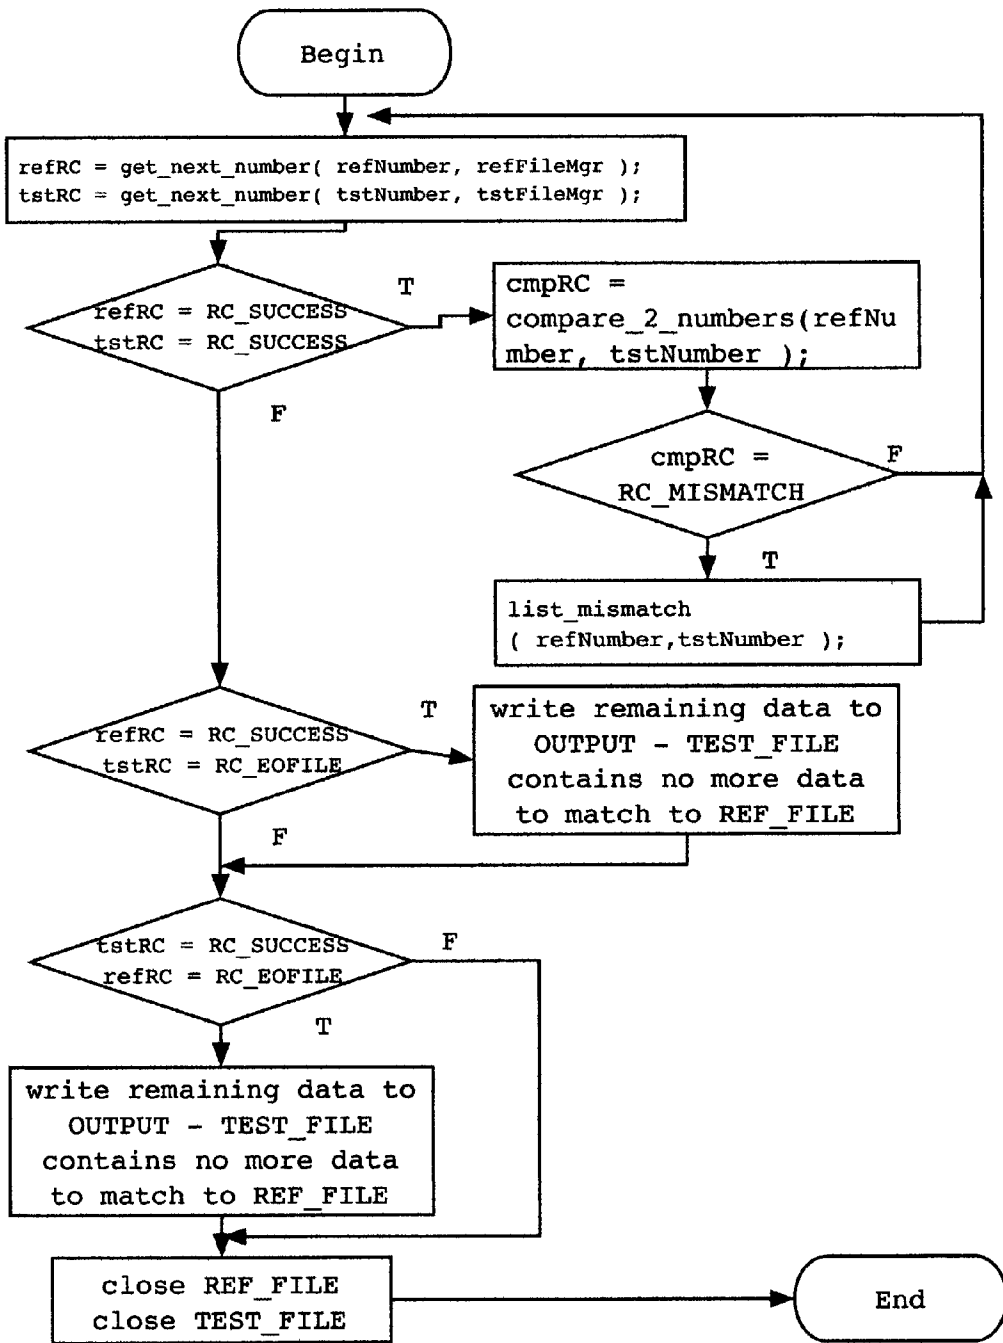 Begin
refRC = get_next_number( refNumber, refFileMgr );
tstRC = get_next_number( tstNumber, tstFileMgr );
refRC = RC_SUCCESS
tstRC = RC_SUCCESS
T
F
cmpRC =
compare_2_numbers(refNu
mber, tstNumber );
cmpRC =
RC_MISMATCH
F
T
list_mismatch
( refNumber,tstNumber );
refRC = RC_SUCCESS
tstRC = RC_EOFILE
T
F
write remaining data to
OUTPUT - TEST_FILE
contains no more data
to match to REF_FILE
tstRC = RC_SUCCESS
refRC = RC_EOFILE
F
T
write remaining data to
OUTPUT - TEST_FILE
contains no more data
to match to REF_FILE
close REF_FILE
close TEST_FILE
End